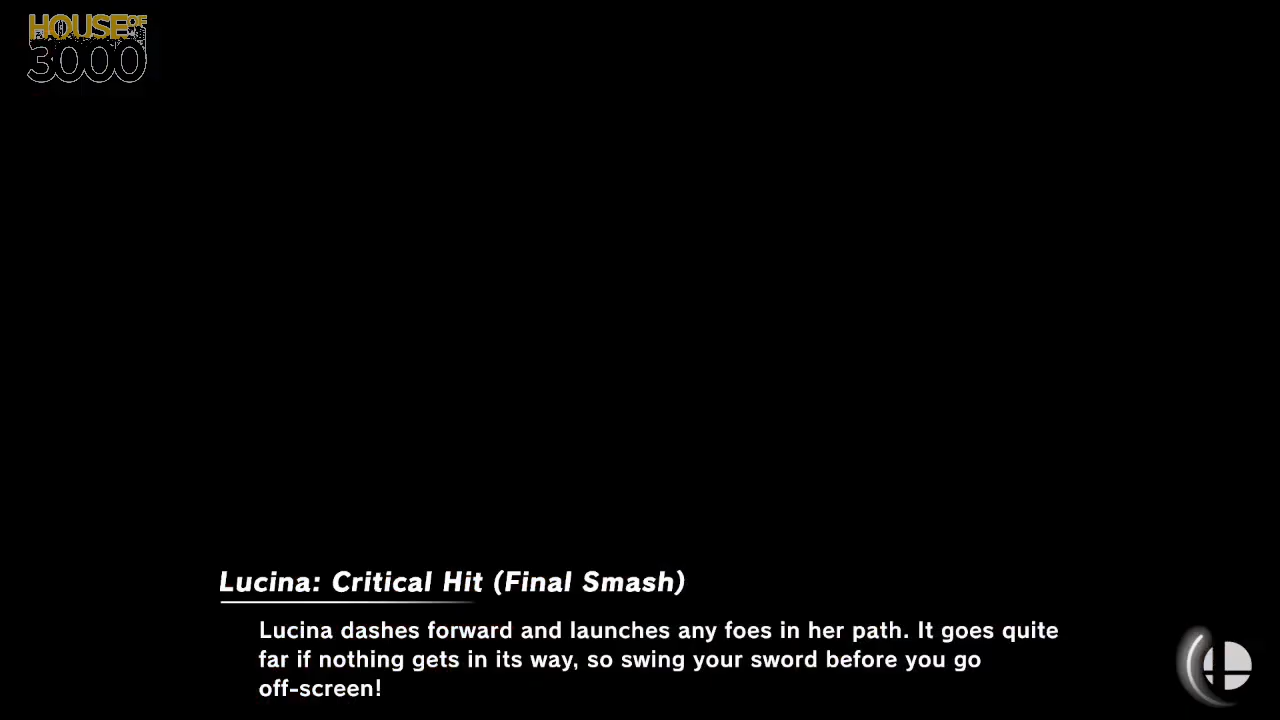 HOUSE OF
3000
Lucina: Critical Hit (Final Smash)
Lucina dashes forward and launches any foes in her path. It goes quite
far if nothing gets in its way, so swing your sword before you go
off-screen!